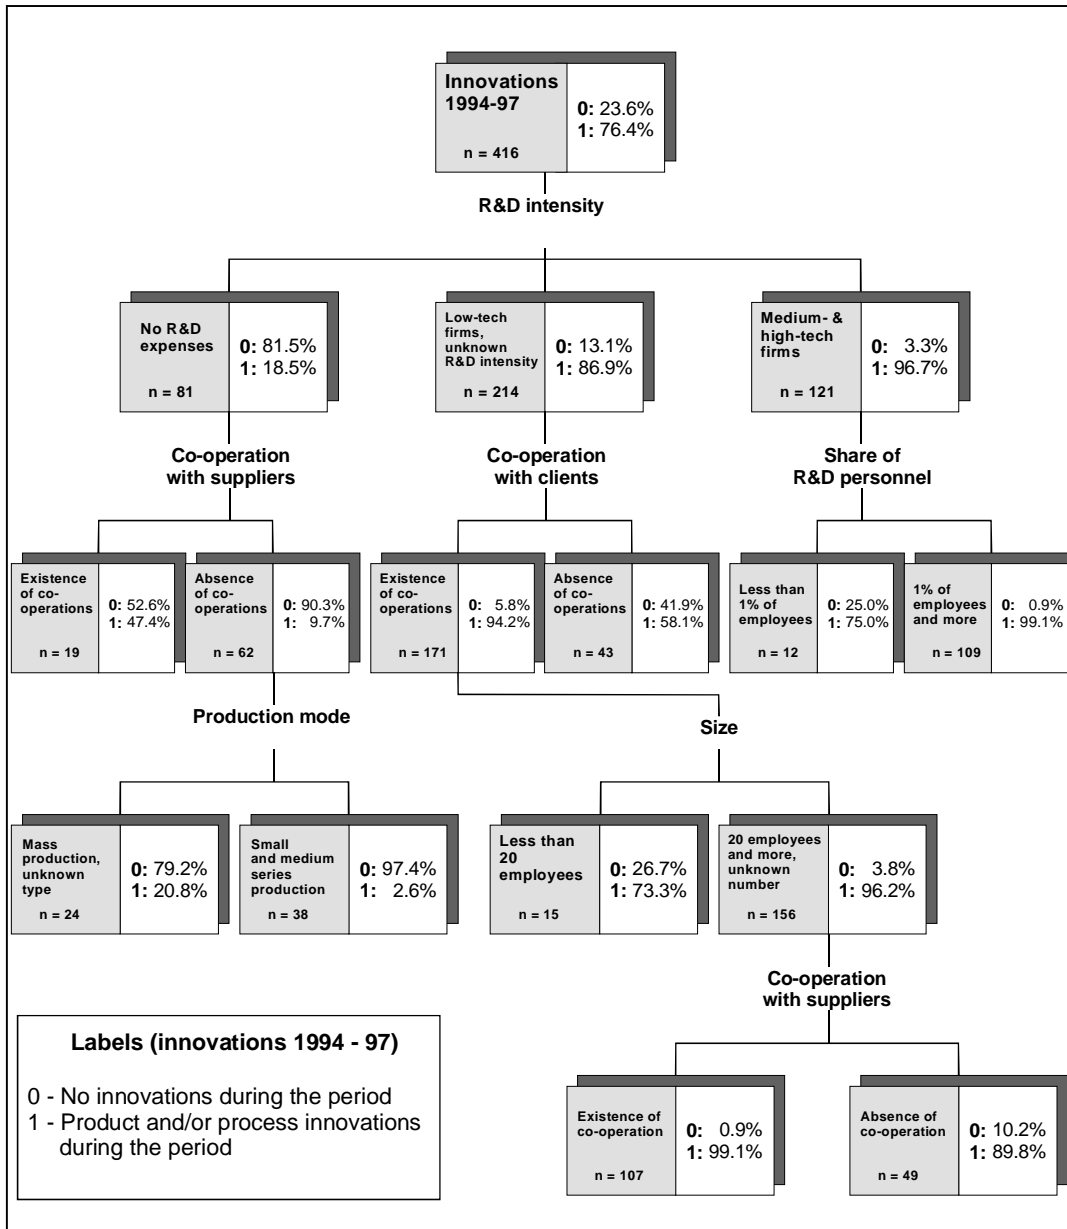 Innovations
1994-97
n = 416
0: 23.6%
1: 76.4%
R&D intensity
No R&D
expenses
n = 81
0: 81.5%
1: 18.5%
Low-tech
firms,
unknown
R&D intensity
n = 214
0: 13.1%
1: 86.9%
Medium- &
high-tech
firms
n = 121
0: 3.3%
1: 96.7%
Co-operation
with suppliers
Co-operation
with clients
Share of
R&D personnel
Existence
of co-
operations
n = 19
0: 52.6%
1: 47.4%
Absence
of co-
operations
n = 62
0: 90.3%
1: 9.7%
Existence
of co-
operations
n = 171
0: 5.8%
1: 94.2%
Absence
of co-
operations
n = 43
0: 41.9%
1: 58.1%
Less than
1% of
employees
n = 12
0: 25.0%
1: 75.0%
1% of
employees
and more
n = 109
0: 0.9%
1: 99.1%
Production mode
Size
Mass
production,
unknown
type
n = 24
0: 79.2%
1: 20.8%
Small
and medium
series
production
n = 38
0: 97.4%
1: 2.6%
Less than
20
employees
n = 15
0: 26.7%
1: 73.3%
20 employees
and more,
unknown
number
n = 156
0: 3.8%
1: 96.2%
Co-operation
with suppliers
Existence of
co-operation
n = 107
0: 0.9%
1: 99.1%
Absence of
co-operation
n = 49
0: 10.2%
1: 89.8%
Labels (innovations 1994 - 97)
0 - No innovations during the period
1 - Product and/or process innovations
during the period